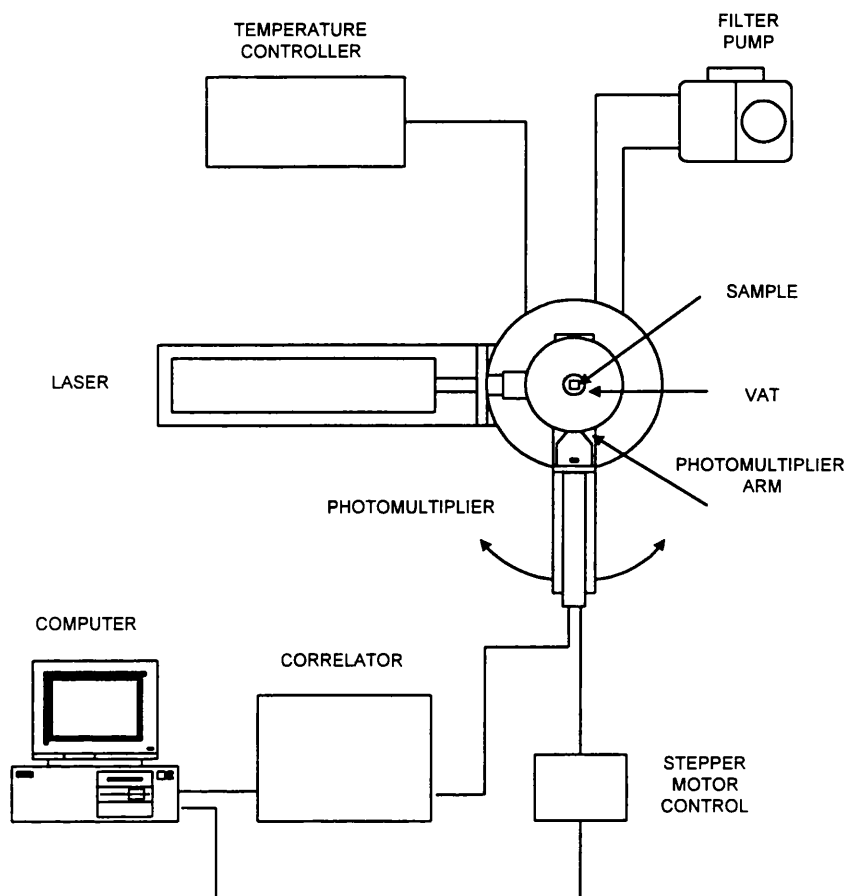 TEMPERATURE
CONTROLLER
FILTER
PUMP
SAMPLE
LASER
VAT
PHOTOMULTIPLIER
ARM
PHOTOMULTIPLIER
COMPUTER
CORRELATOR
STEPPER
MOTOR
CONTROL